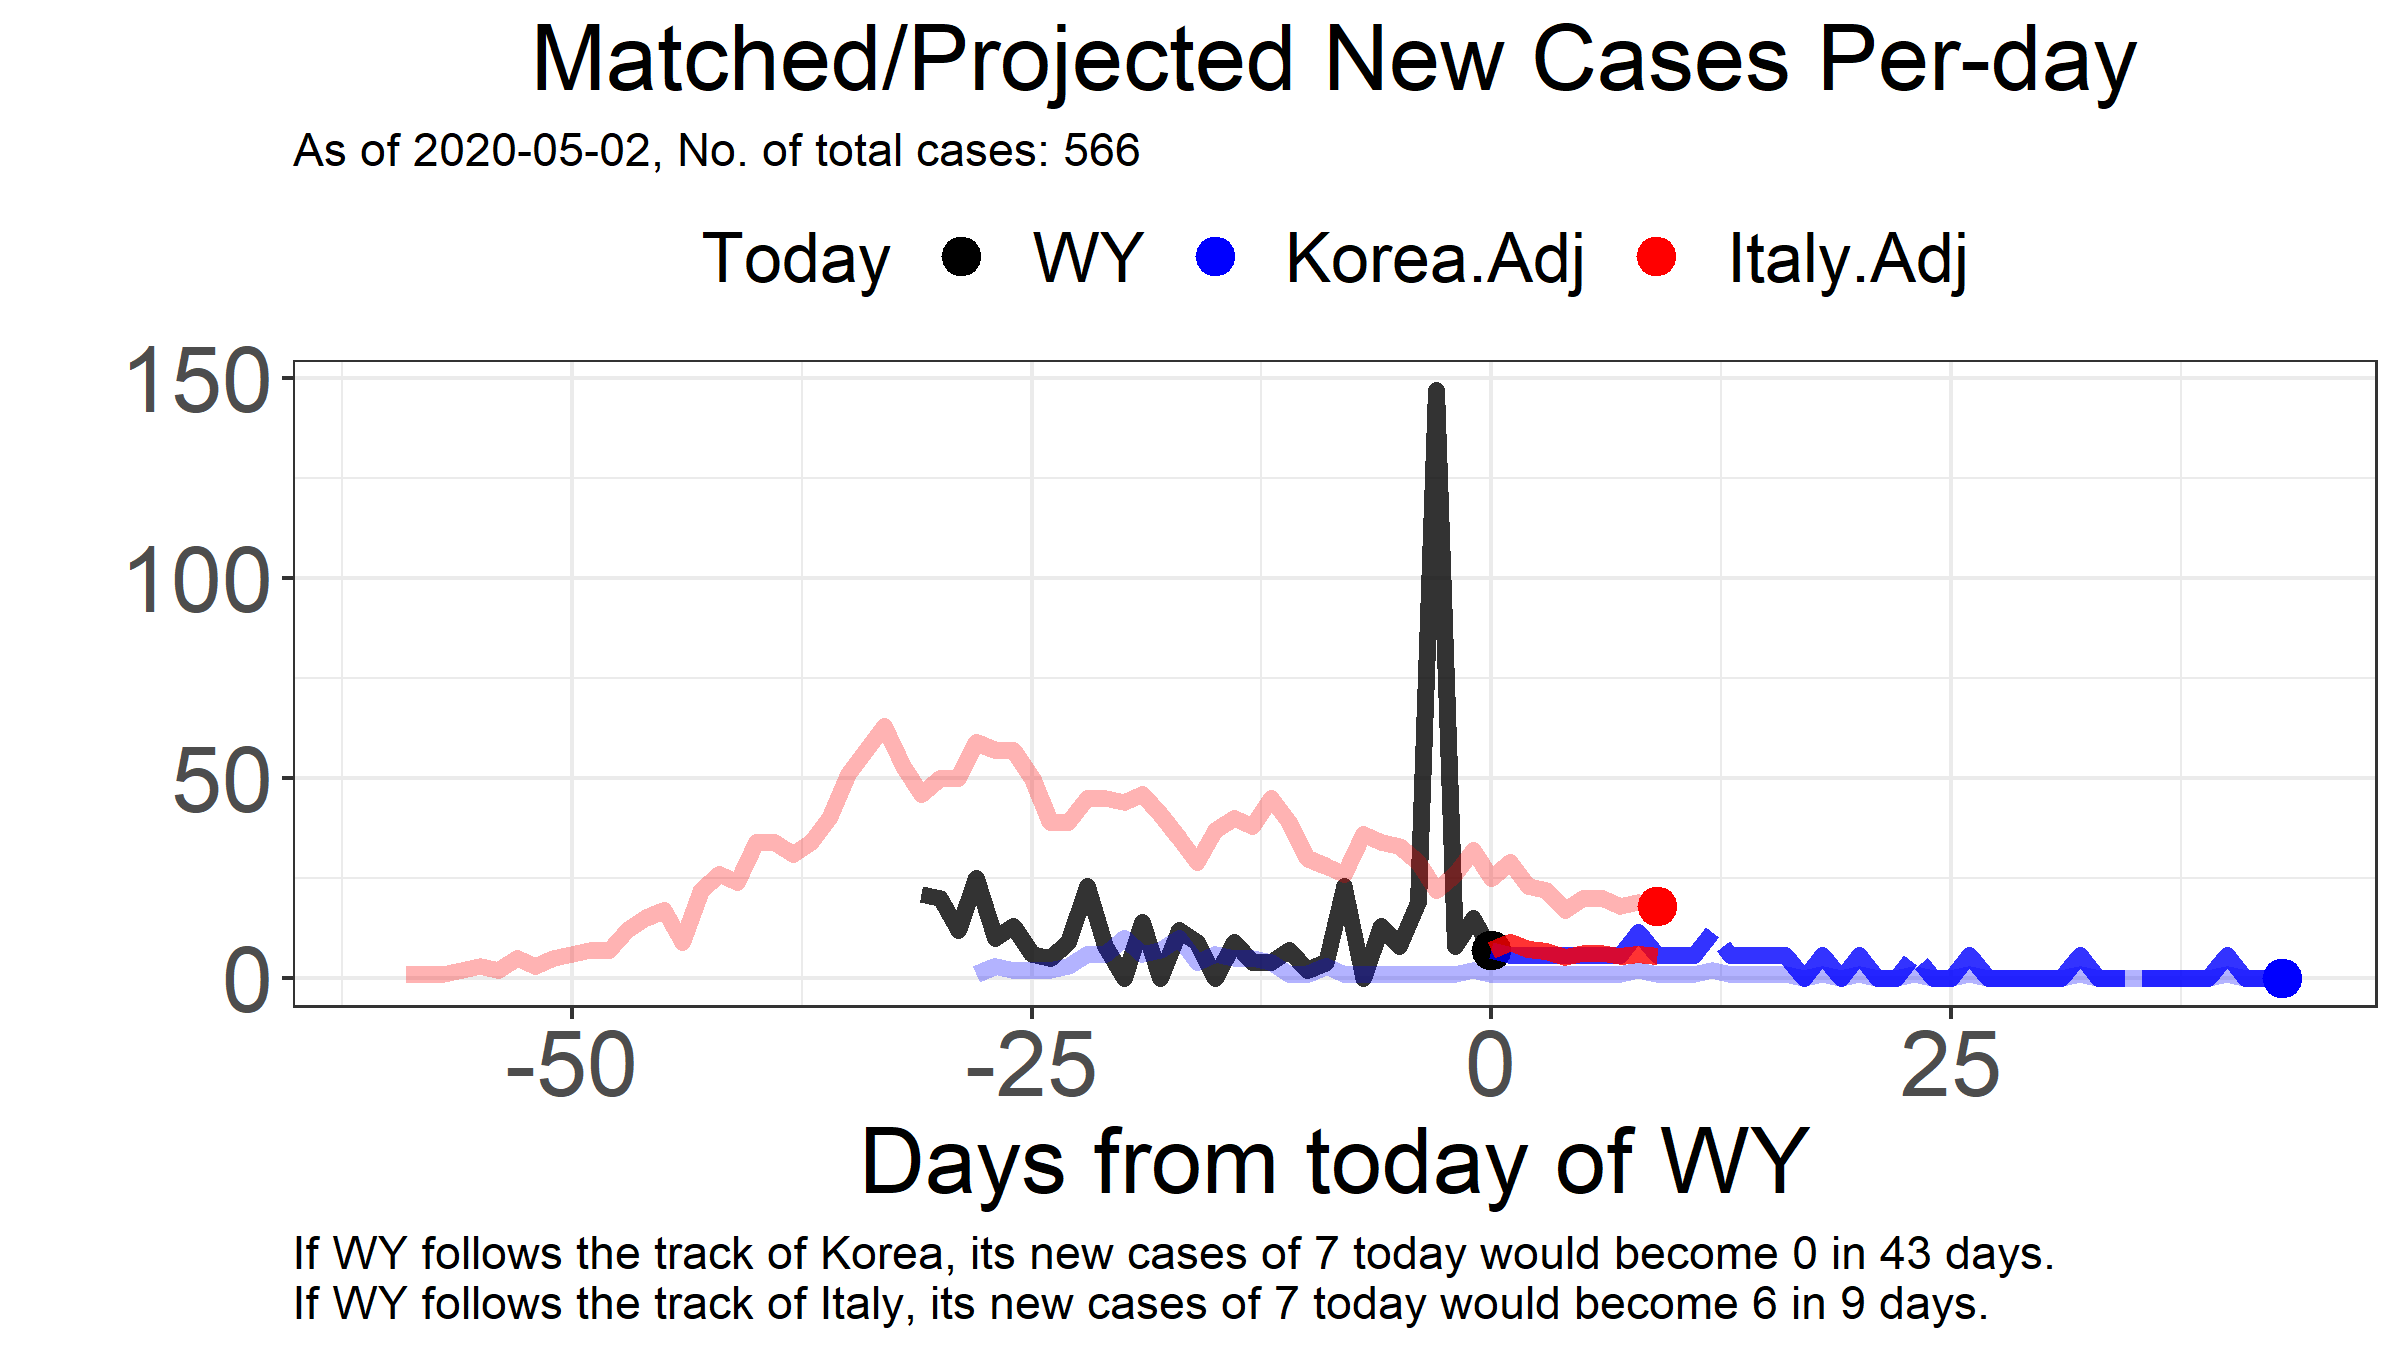 Matched/Projected New Cases Per-day
As of 2020-05-02, No. of total cases: 566
Today WY Korea.Adj Italy.Adj
150
100
50
0
-50 -25 0 25
Days from today of WY
If WY follows the track of Korea, its new cases of 7 today would become 0 in 43 days.
If WY follows the track of Italy, its new cases of 7 today would become 6 in 9 days.